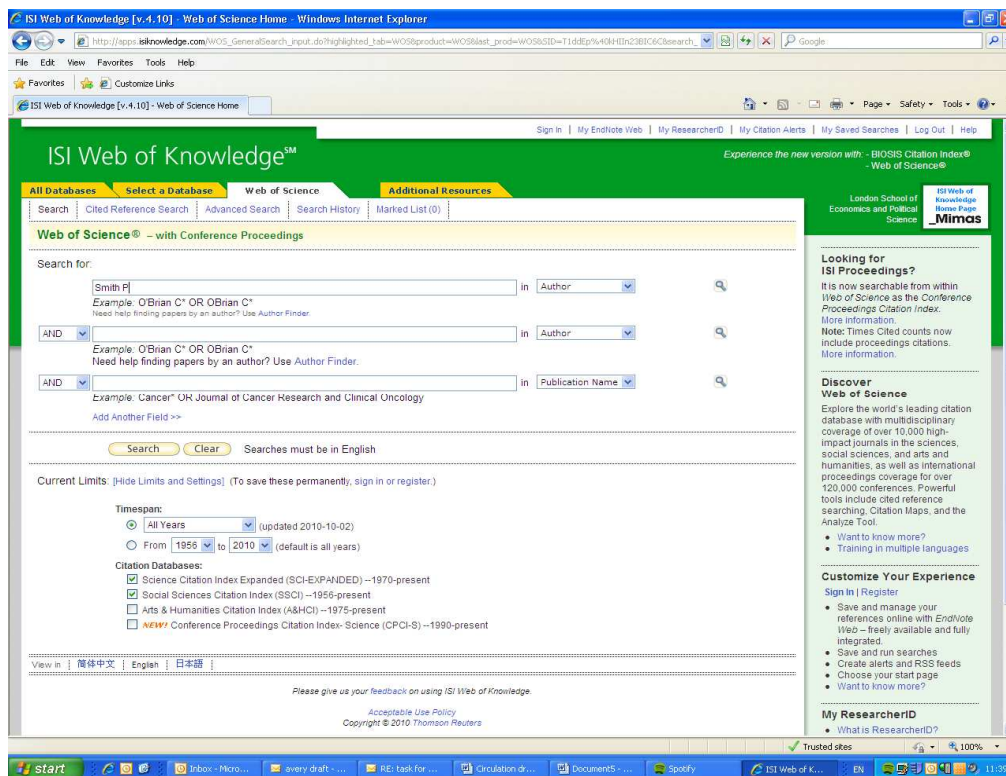 ISI Web of Knowledge [v.4.10] - Web of Science Home - Windows Internet Explorer
Google
File Edit View Favorites Tools Help
Favorites Customize Links
ISI Web of Knowledge [v.4.10] - Web of Science Home
Page Safety Tools
Sign In | My EndNote Web | My ResearcherID | My Citation Alerts | My Saved Searches | Log Out | Help
ISI Web of Knowledge℠
Experience the new version with: - BIOSIS Citation Index®
- Web of Science®
All Databases Select a Database Web of Science Additional Resources
Search Cited Reference Search Advanced Search Search History Marked List (0)
London School of Economics and Political Science
ISI Web of Knowledge Home Page
Mimas
Web of Science® – with Conference Proceedings
Search for:
Smith P in Author
Example: O'Brian C* OR OBrian C*
Need help finding papers by an author? Use Author Finder.
AND in Author
Example: O'Brian C* OR OBrian C*
Need help finding papers by an author? Use Author Finder.
AND in Publication Name
Example: Cancer* OR Journal of Cancer Research and Clinical Oncology
Add Another Field >>
Search Clear Searches must be in English
Current Limits: [Hide Limits and Settings] (To save these permanently, sign in or register.)
Timespan:
All Years (updated 2010-10-02)
From 1956 to 2010 (default is all years)
Citation Databases:
Science Citation Index Expanded (SCI-EXPANDED) --1970-present
Social Sciences Citation Index (SSCI) --1956-present
Arts & Humanities Citation Index (A&HCI) --1975-present
NEW! Conference Proceedings Citation Index- Science (CPCI-S) --1990-present
View in | 简体中文 | English | 日本語
Please give us your feedback on using ISI Web of Knowledge.
Acceptable Use Policy
Copyright © 2010 Thomson Reuters
Looking for
ISI Proceedings?
It is now searchable from within
Web of Science as the Conference
Proceedings Citation Index.
More information.
Note: Times Cited counts now
include proceedings citations.
More information.
Discover
Web of Science
Explore the world's leading citation
database with multidisciplinary
coverage of over 10,000 high-
impact journals in the sciences,
social sciences, and arts and
humanities, as well as international
proceedings coverage for over
120,000 conferences. Powerful
tools include cited reference
searching, Citation Maps, and the
Analyze Tool.
Want to know more?
Training in multiple languages
Customize Your Experience
Sign In | Register
Save and manage your
references online with EndNote
Web – freely available and fully
integrated.
Save and run searches
Create alerts and RSS feeds
Choose your start page
Want to know more?
My ResearcherID
What is ResearcherID?
Trusted sites 100%
start Inbox - Micro... avery draft - ... RE: task for ... Circulation dr... Document5 - ... Spotify ISI Web of K... EN